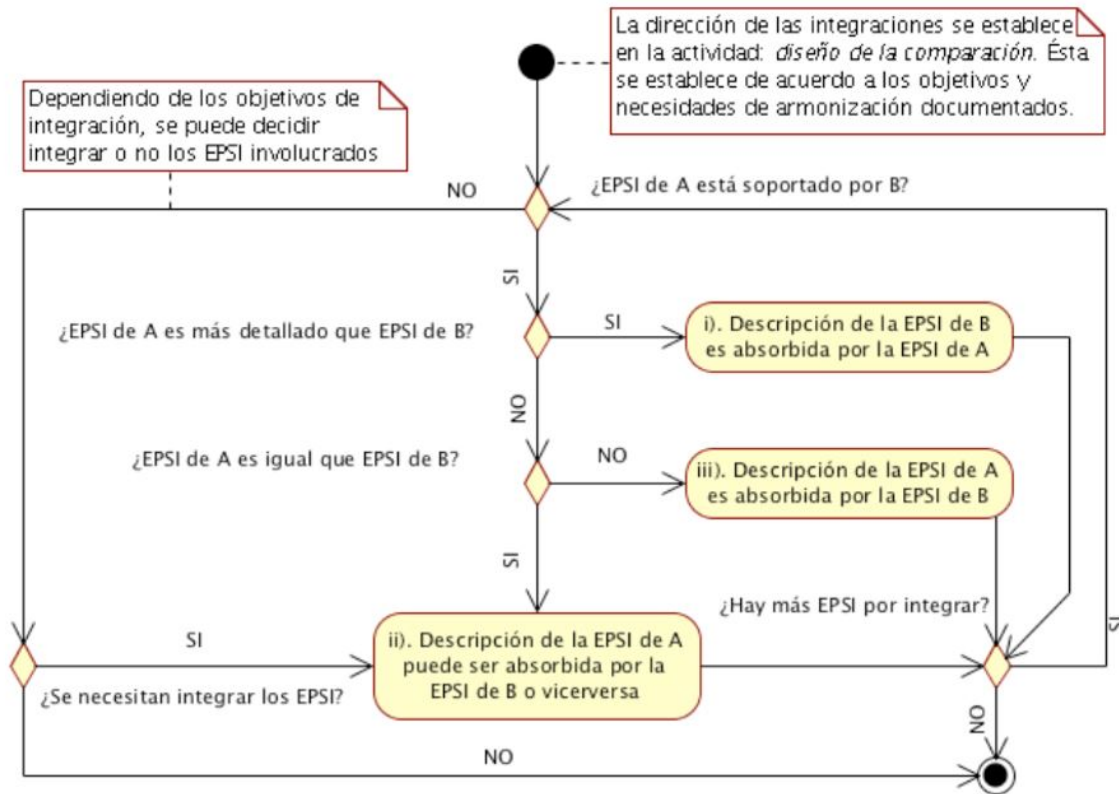 La dirección de las integraciones se establece
en la actividad: diseño de la comparación. Ésta
se establece de acuerdo a los objetivos y
necesidades de armonización documentados.
Dependiendo de los objetivos de
integración, se puede decidir
integrar o no los EPSI involucrados
NO
¿EPSI de A está soportado por B?
SI
¿EPSI de A es más detallado que EPSI de B?
SI
i). Descripción de la EPSI de B
es absorbida por la EPSI de A
NO
¿EPSI de A es igual que EPSI de B?
NO
iii). Descripción de la EPSI de A
es absorbida por la EPSI de B
SI
¿Hay más EPSI por integrar?
SI
SI
ii). Descripción de la EPSI de A
puede ser absorbida por la
EPSI de B o vicerversa
¿Se necesitan integrar los EPSI?
NO
NO